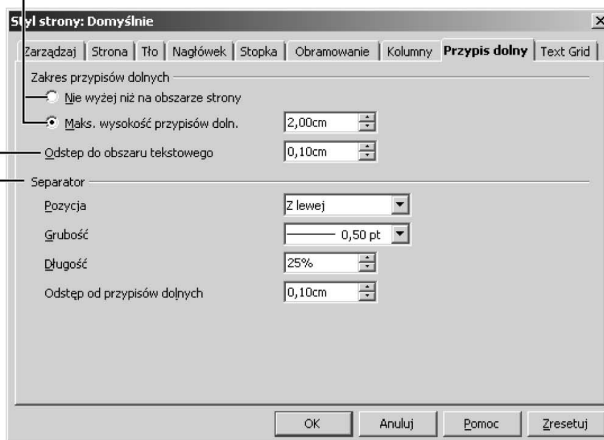 Styl strony: Domyślnie
Zarządzaj Strona Tło Nagłówek Stopka Obramowanie Kolumny Przypis dolny Text Grid
Zakres przypisów dolnych
Nie wyżej niż na obszarze strony
Maks. wysokość przypisów doln. 2,00cm
Odstep do obszaru tekstowego 0,10cm
Separator
Pozycja Z lewej
Grubość 0,50 pt
Długość 25%
Odstęp od przypisów dolnych 0,10cm
OK Anuluj Pomoc Zresetuj